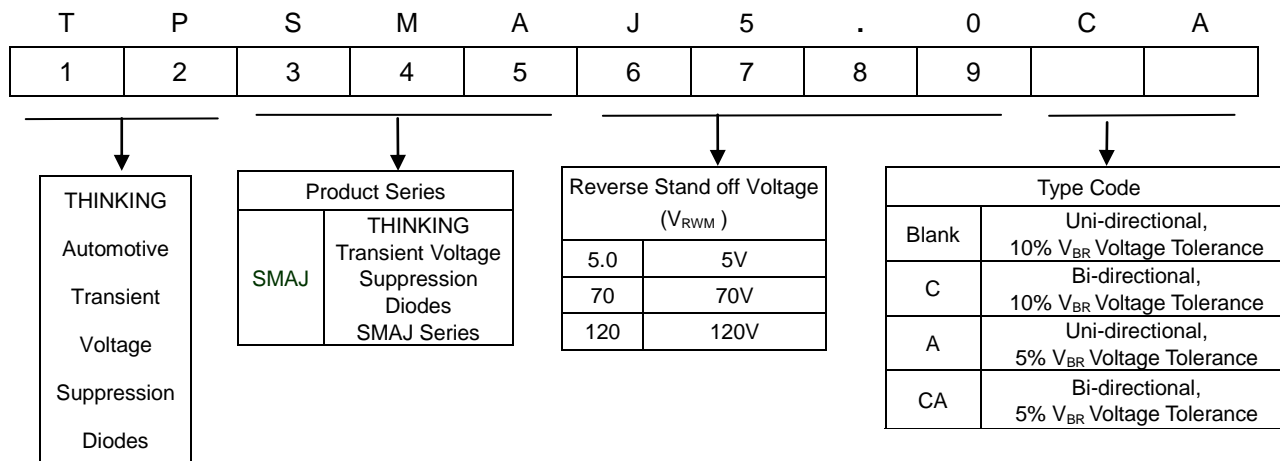 T P S M A J 5 . 0 C A
1 2 3 4 5 6 7 8 9
THINKING
Automotive
Transient
Voltage
Suppression
Diodes
Product Series
SMAJ
THINKING
Transient Voltage
Suppression
Diodes
SMAJ Series
Reverse Stand off Voltage
(VRWM )
5.0 5V
70 70V
120 120V
Type Code
Blank
Uni-directional,
10% VBR Voltage Tolerance
C
Bi-directional,
10% VBR Voltage Tolerance
A
Uni-directional,
5% VBR Voltage Tolerance
CA
Bi-directional,
5% VBR Voltage Tolerance